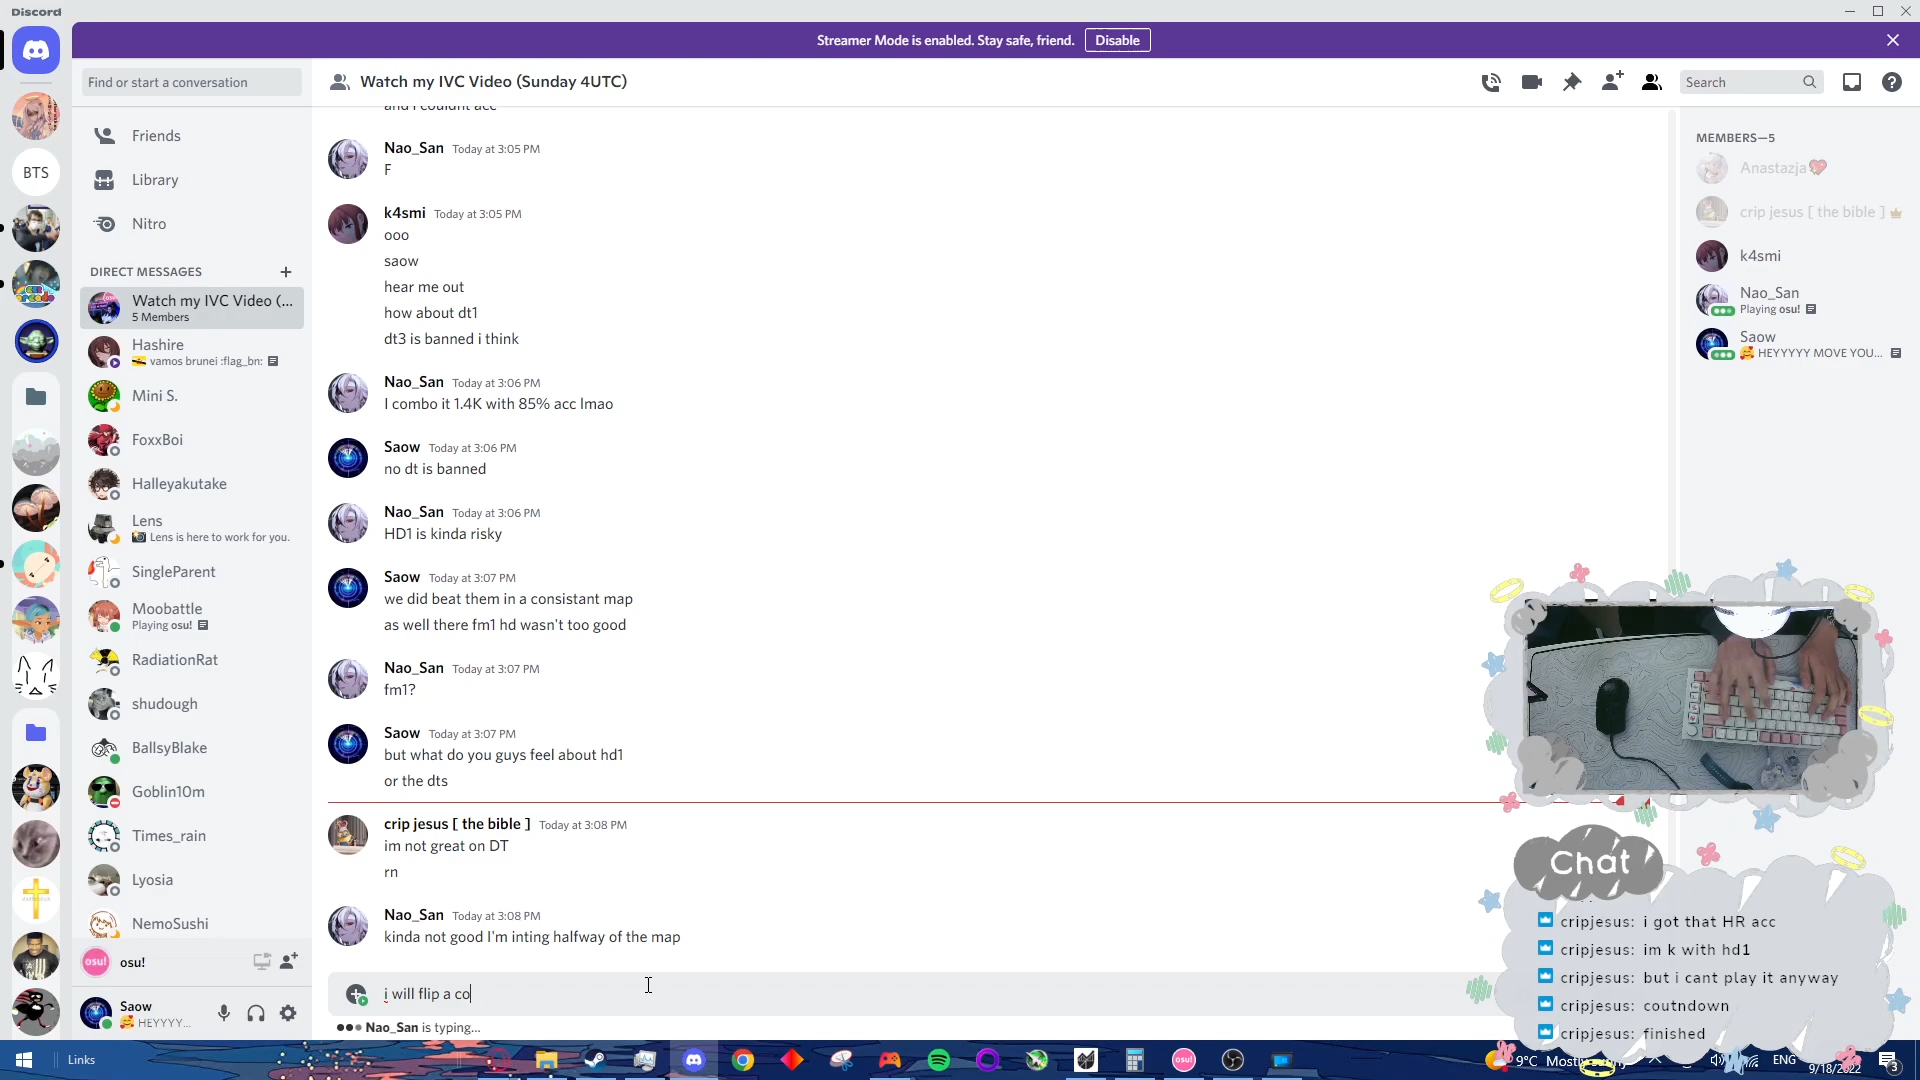 Discord
Streamer Mode is enabled. Stay safe, friend.
Disable
Find or start a conversation
Watch my IVC Video (Sunday 4UTC)
Search
BTS
Friends
Library
Nitro
DIRECT MESSAGES
Watch my IVC Video (...
5 Members
Hashire
vamos brunei :flag_bn:
Mini S.
FoxxBoi
Halleyakutake
Lens
Lens is here to work for you.
SingleParent
Moobattle
Playing osu!
RadiationRat
shudough
BallsyBlake
Goblin10m
Times_rain
Lyosia
NemoSushi
osu!
osu!
Saow
HEYYYY...
and i couldnt acc
Nao_San Today at 3:05 PM
F
k4smi Today at 3:05 PM
ooo
saow
hear me out
how about dt1
dt3 is banned i think
Nao_San Today at 3:06 PM
I combo it 1.4K with 85% acc lmao
Saow Today at 3:06 PM
no dt is banned
Nao_San Today at 3:06 PM
HD1 is kinda risky
Saow Today at 3:07 PM
we did beat them in a consistant map
as well there fm1 hd wasn't too good
Nao_San Today at 3:07 PM
fm1?
Saow Today at 3:07 PM
but what do you guys feel about hd1
or the dts
crip jesus [ the bible ] Today at 3:08 PM
im not great on DT
rn
Nao_San Today at 3:08 PM
kinda not good I'm inting halfway of the map
i will flip a co
Nao_San is typing...
MEMBERS—5
Anastazja
crip jesus [ the bible ]
k4smi
Nao_San
Playing osu!
Saow
HEYYYYY MOVE YOU...
Chat
cripjesus: i got that HR acc
cripjesus: im k with hd1
cripjesus: but i cant play it anyway
cripjesus: coutndown
cripjesus: finished
Links
osu!
9°C
ENG
9/18/2022
3